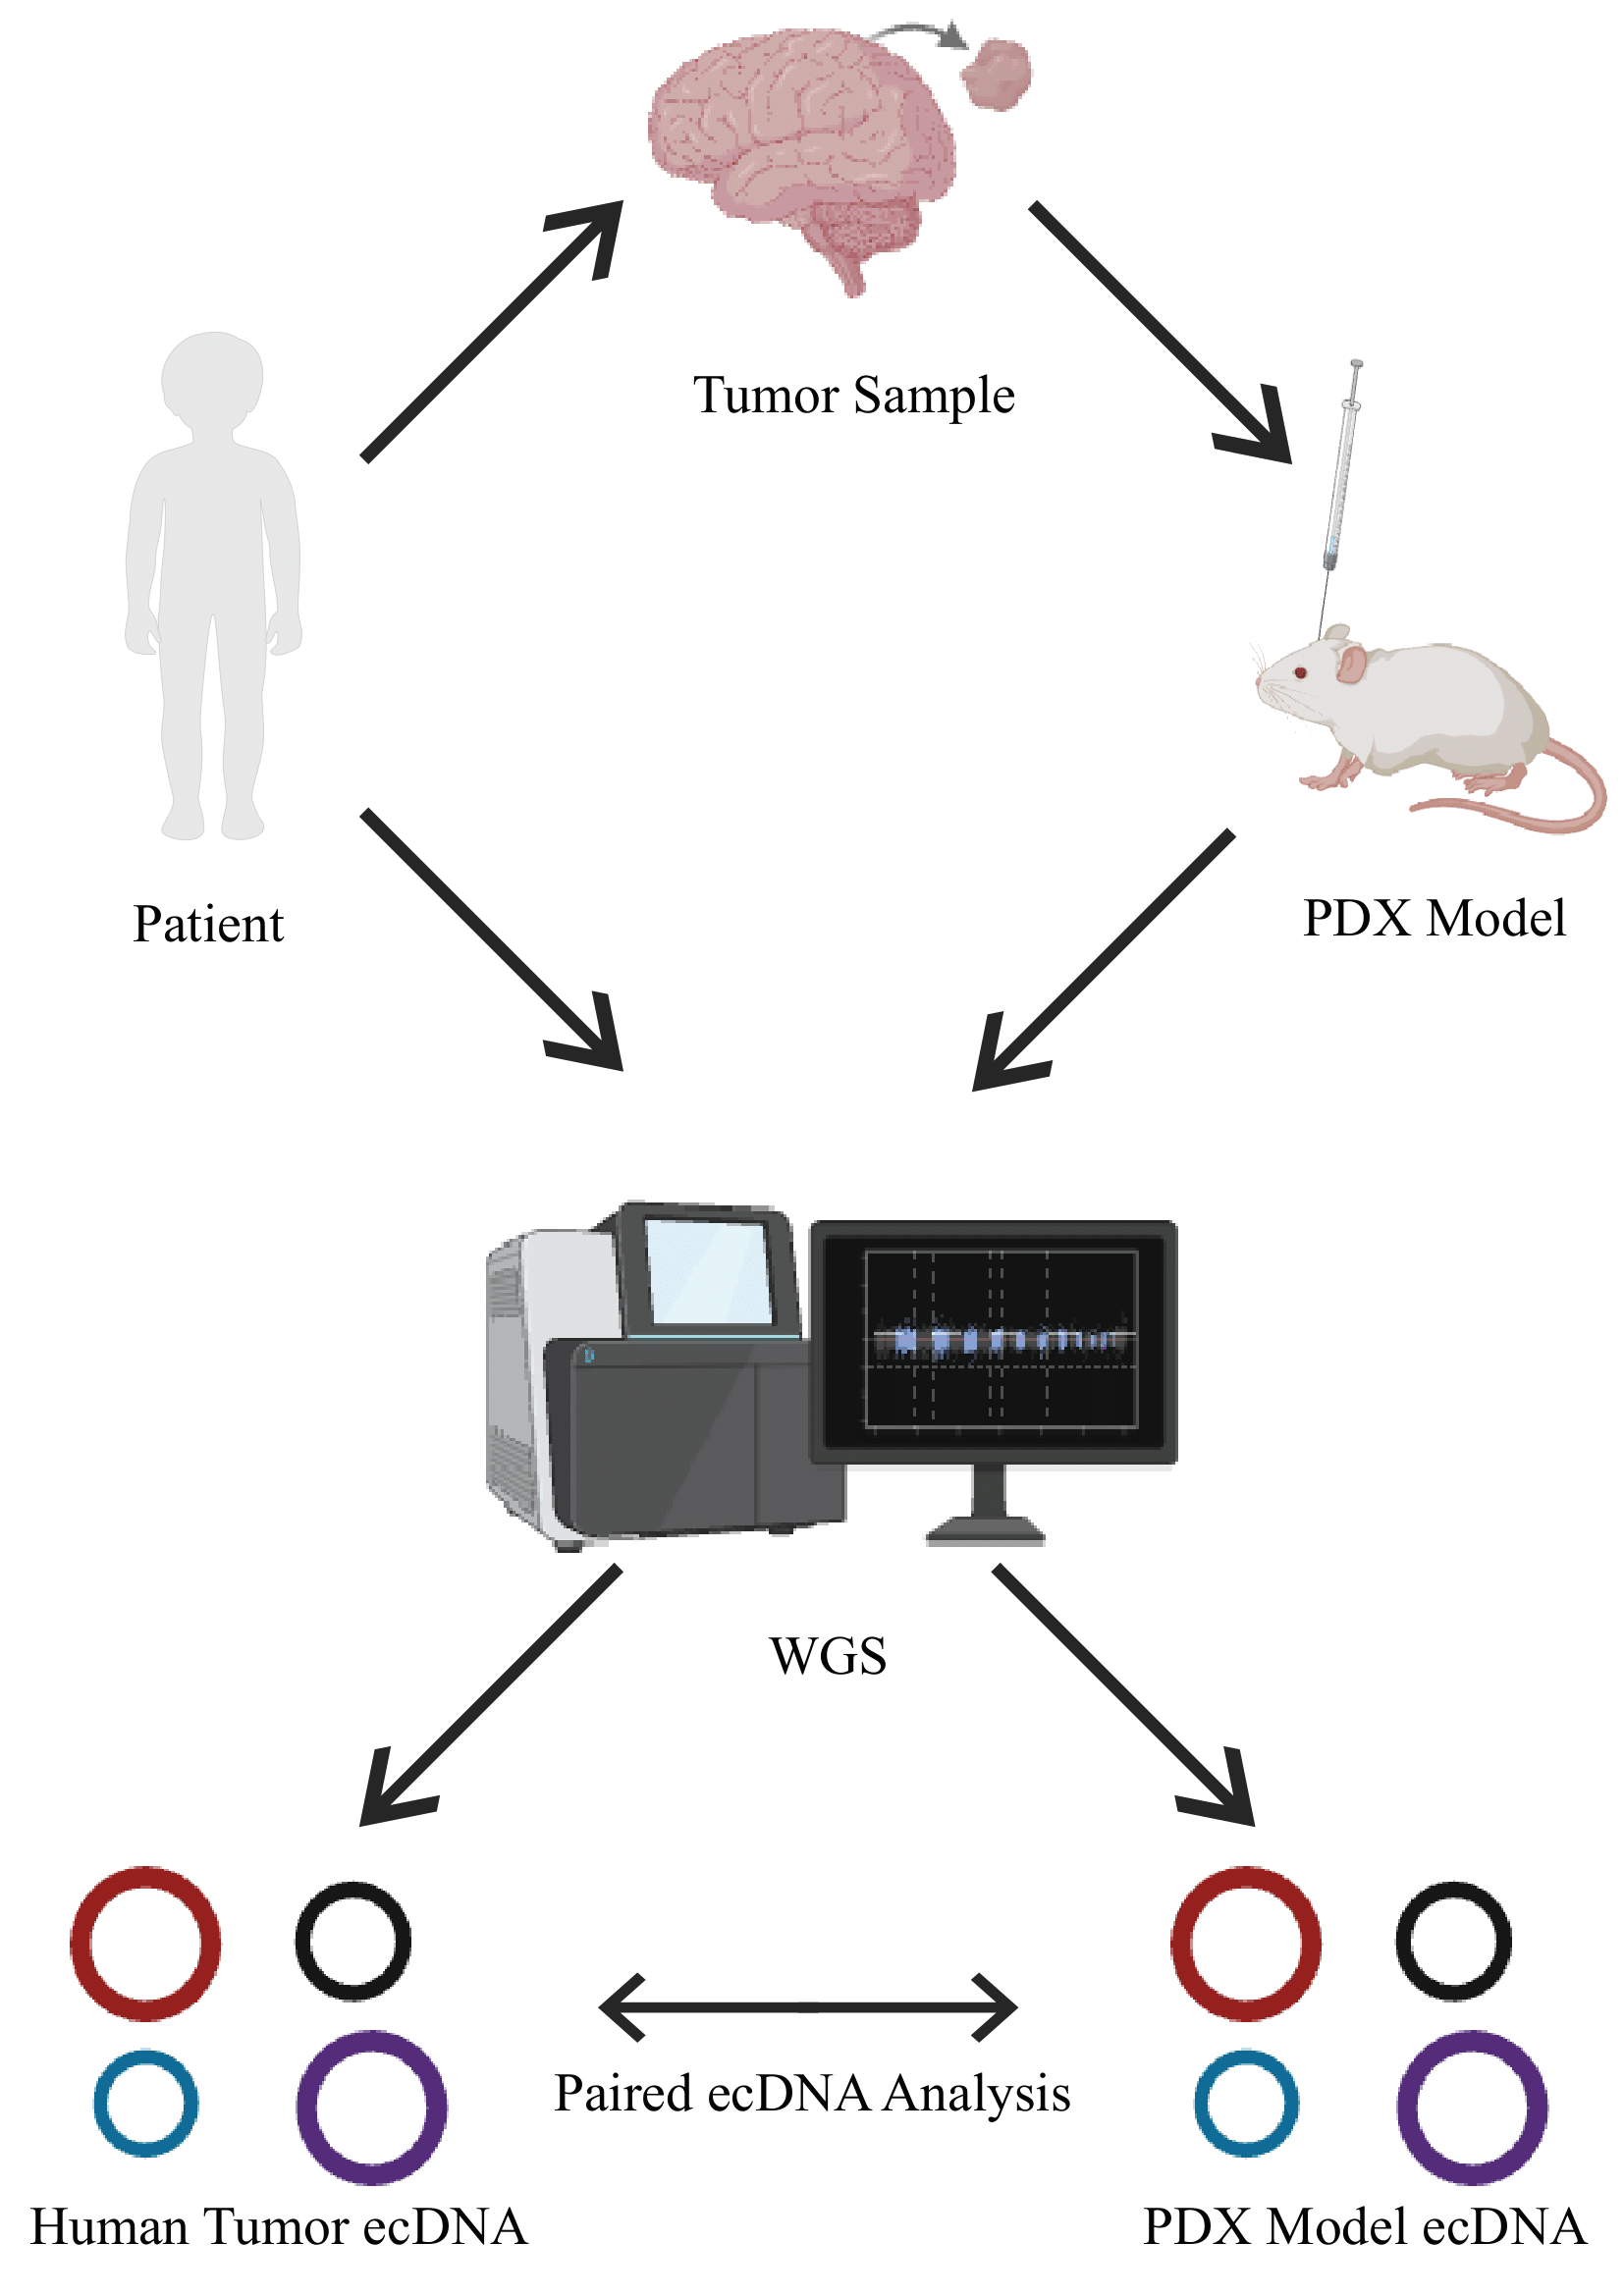 Tumor Sample
Patient
PDX Model
WGS
Paired ecDNA Analysis
Human Tumor ecDNA
PDX Model ecDNA